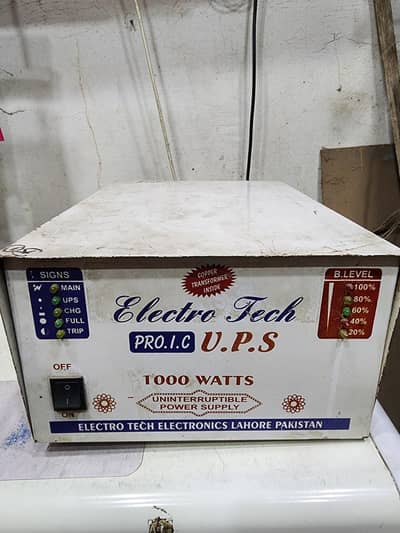 SIGNS
MAIN
UPS
CHG
FULL
TRIP
COPPER
TRANSFORMER
INSIDE
B.LEVEL
100%
80%
60%
40%
20%
Electro Tech
PRO.I.C U.P.S
OFF
ON
1000 WATTS
UNINTERRUPTIBLE
POWER SUPPLY
ELECTRO TECH ELECTRONICS LAHORE PAKISTAN